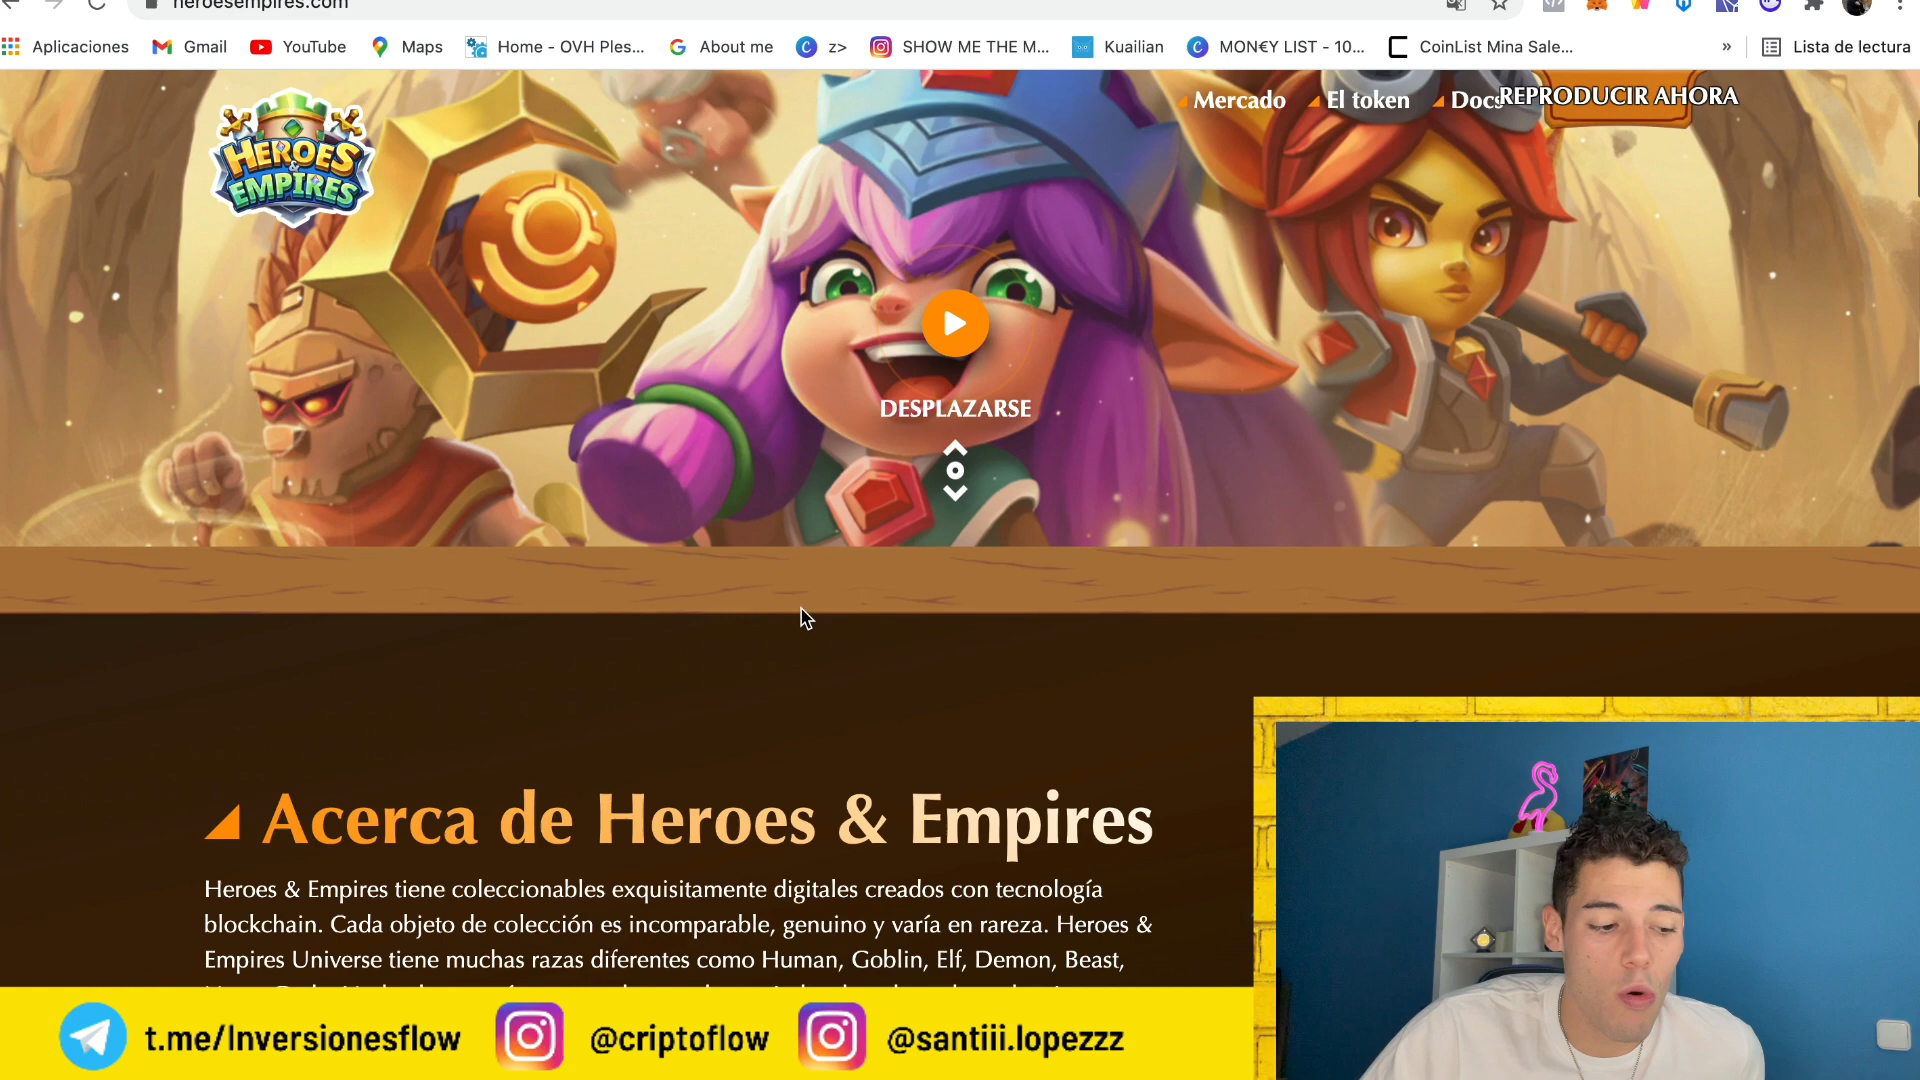 heroesempires.com
Aplicaciones
Gmail
YouTube
Maps
Home - OVH Ples...
About me
z>
SHOW ME THE M...
Kuailian
MON€Y LIST - 10...
CoinList Mina Sale...
»
Lista de lectura
HEROES & EMPIRES
Mercado
El token
Docs
REPRODUCIR AHORA
DESPLAZARSE
Acerca de Heroes & Empires
Heroes & Empires tiene coleccionables exquisitamente digitales creados con tecnología
blockchain. Cada objeto de colección es incomparable, genuino y varía en rareza. Heroes &
Empires Universe tiene muchas razas diferentes como Human, Goblin, Elf, Demon, Beast,
t.me/Inversionesflow
@criptoflow
@santiii.lopezzz